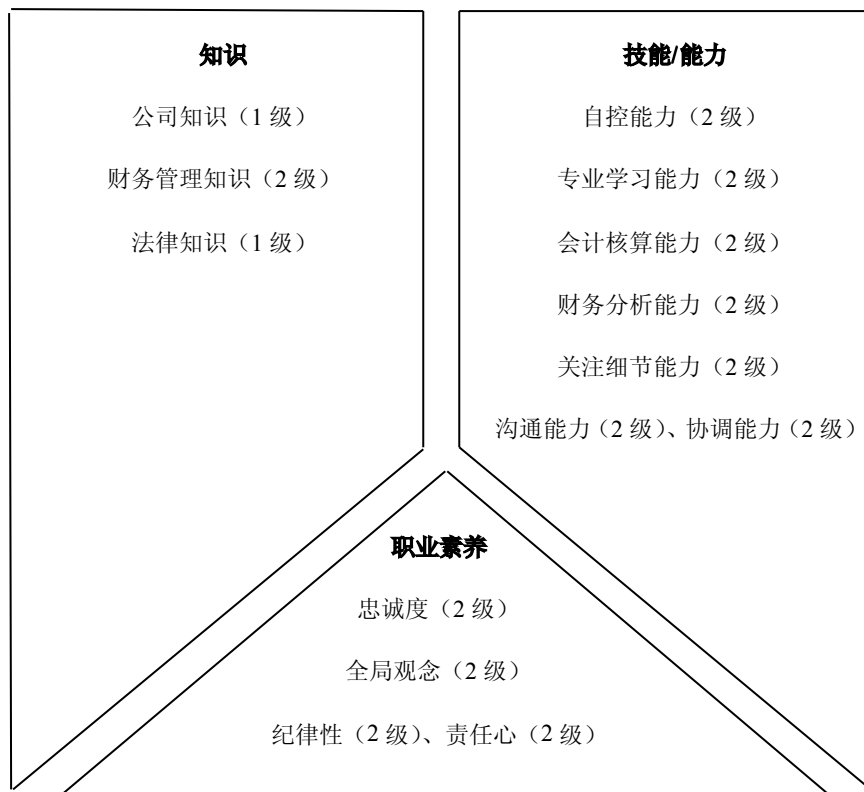 知识
公司知识（1 级）
财务管理知识（2 级）
法律知识（1 级）
技能/能力
自控能力（2 级）
专业学习能力（2 级）
会计核算能力（2 级）
财务分析能力（2 级）
关注细节能力（2 级）
沟通能力（2 级）、协调能力（2 级）
职业素养
忠诚度（2 级）
全局观念（2 级）
纪律性（2 级）、责任心（2 级）